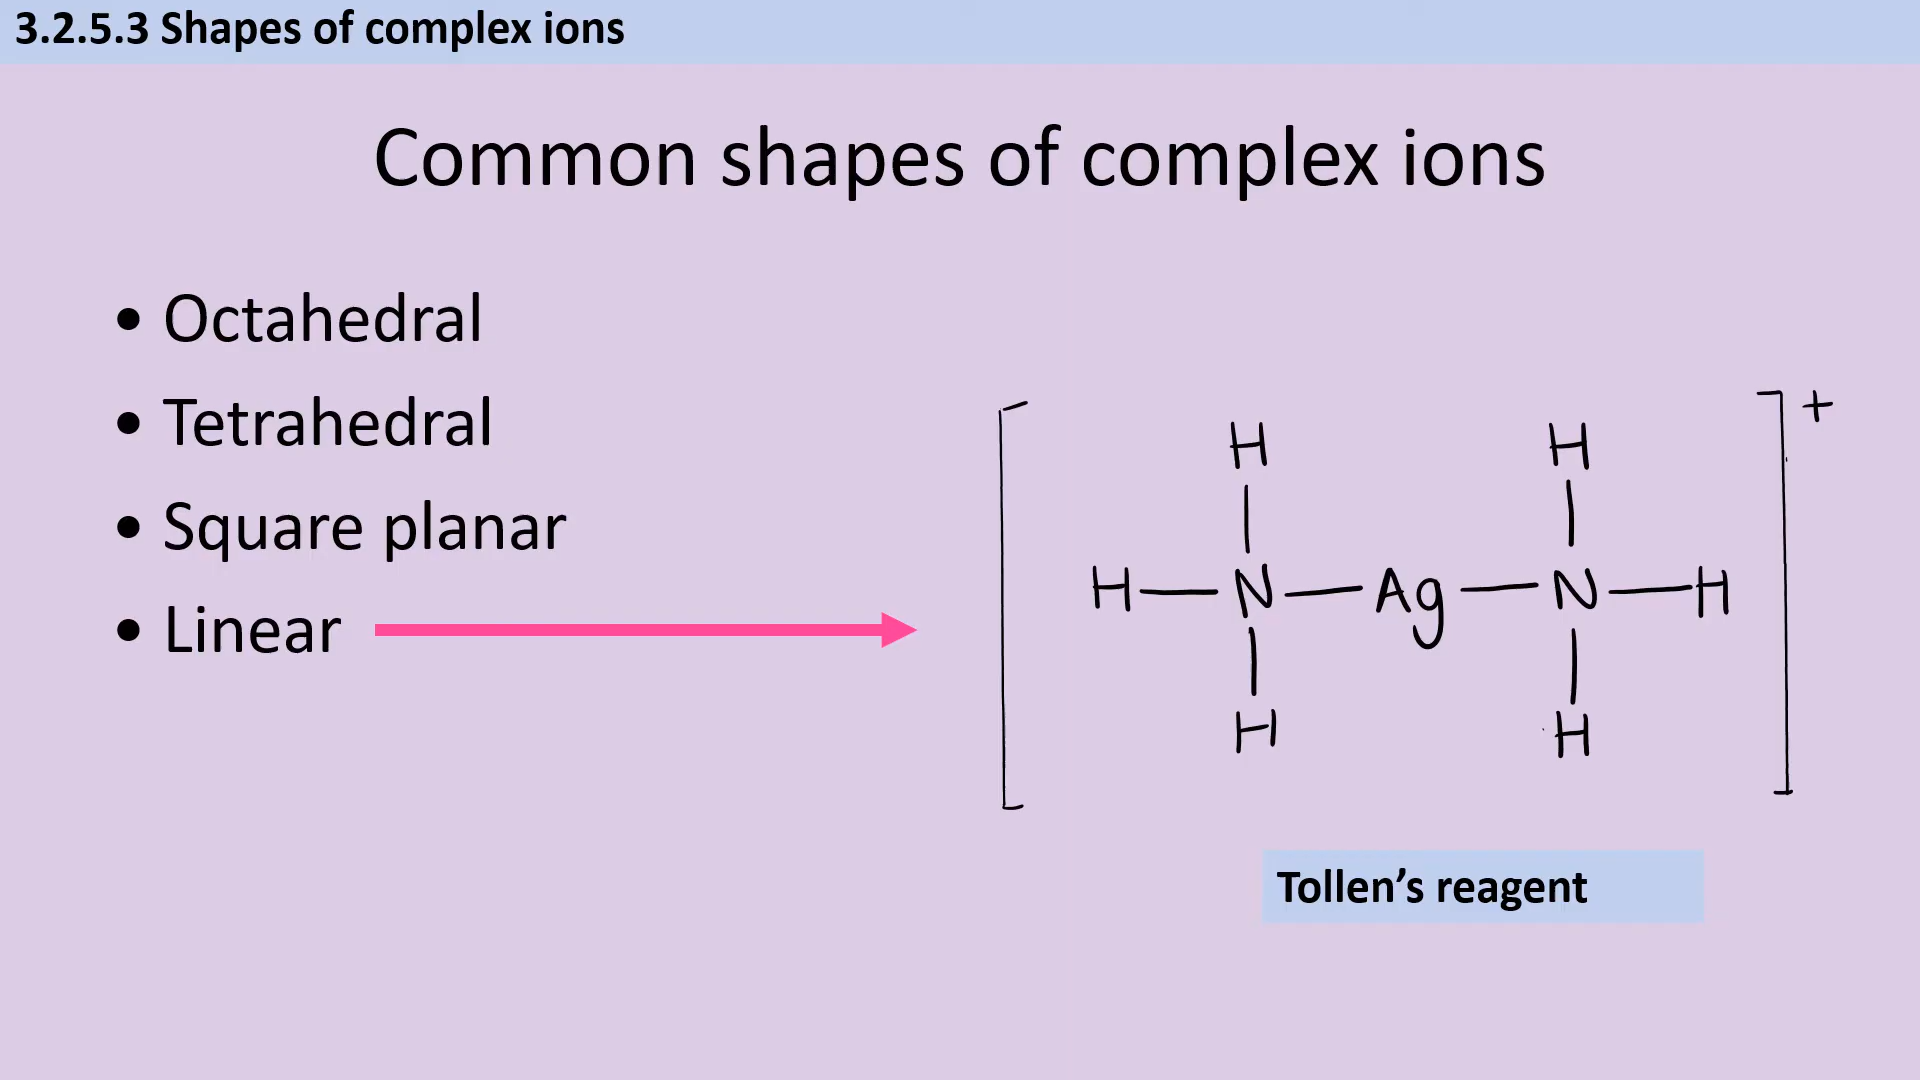 3.2.5.3 Shapes of complex ions
Common shapes of complex ions
• Octahedral
• Tetrahedral
• Square planar
• Linear
+
H H
H N Ag N H
H H
Tollen’s reagent